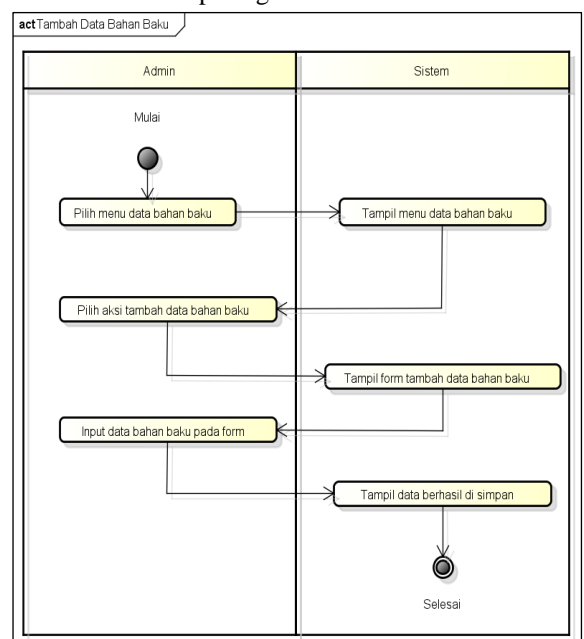 act Tambah Data Bahan Baku
Admin
Sistem
Mulai
Pilih menu data bahan baku
Tampil menu data bahan baku
Pilih aksi tambah data bahan baku
Tampil form tambah data bahan baku
Input data bahan baku pada form
Tampil data berhasil di simpan
Selesai